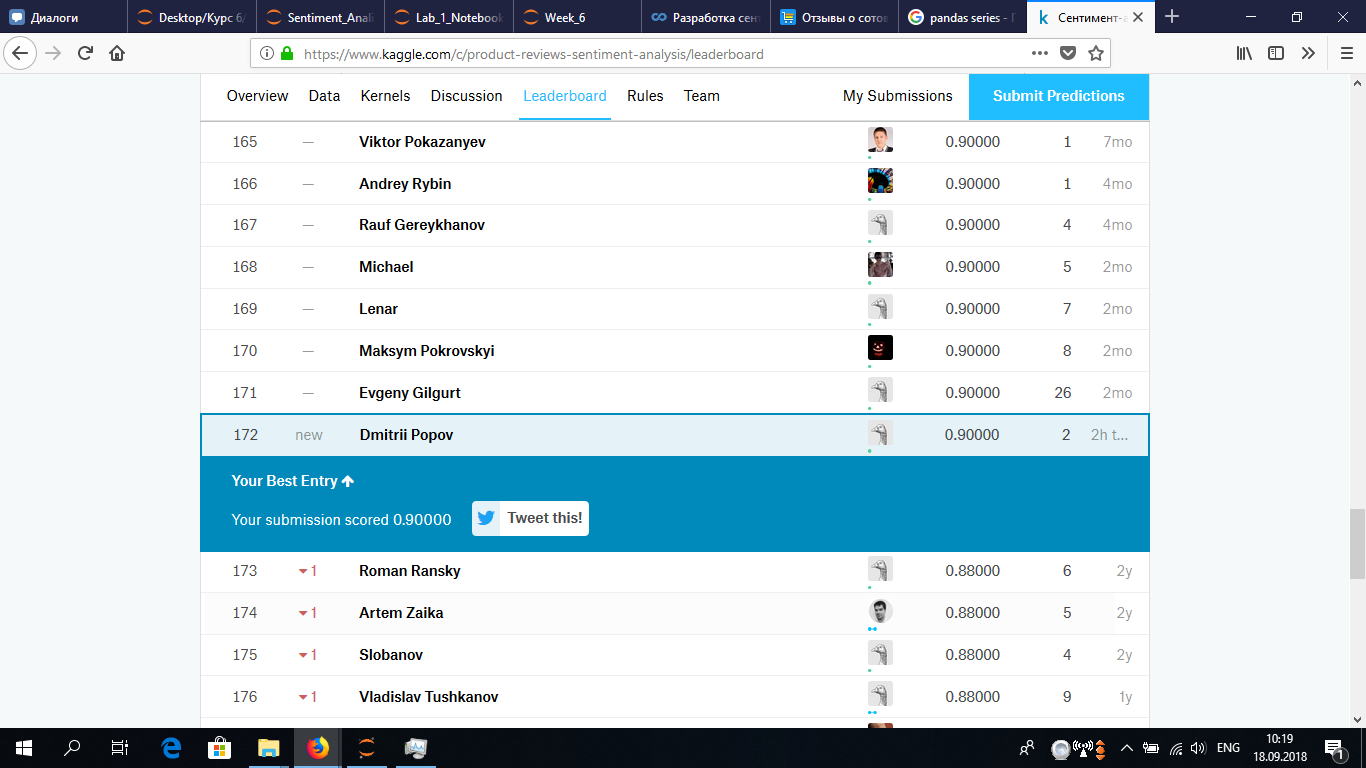 Диалоги Desktop/Курс 6/ Sentiment_Anal Lab_1_Notebook Week_6 Разработка сен Отзывы о сотов pandas series - Сентимент-а
https://www.kaggle.com/c/product-reviews-sentiment-analysis/leaderboard
Overview Data Kernels Discussion Leaderboard Rules Team My Submissions Submit Predictions
165 — Viktor Pokazanyev 0.90000 1 7mo
166 — Andrey Rybin 0.90000 1 4mo
167 — Rauf Gereykhanov 0.90000 4 4mo
168 — Michael 0.90000 5 2mo
169 — Lenar 0.90000 7 2mo
170 — Maksym Pokrovskyi 0.90000 8 2mo
171 — Evgeny Gilgurt 0.90000 26 2mo
172 new Dmitrii Popov 0.90000 2 2h t...
Your Best Entry
Your submission scored 0.90000 Tweet this!
173 1 Roman Ransky 0.88000 6 2y
174 1 Artem Zaika 0.88000 5 2y
175 1 Slobanov 0.88000 4 2y
176 1 Vladislav Tushkanov 0.88000 9 1y
ENG 10:19
18.09.2018 1